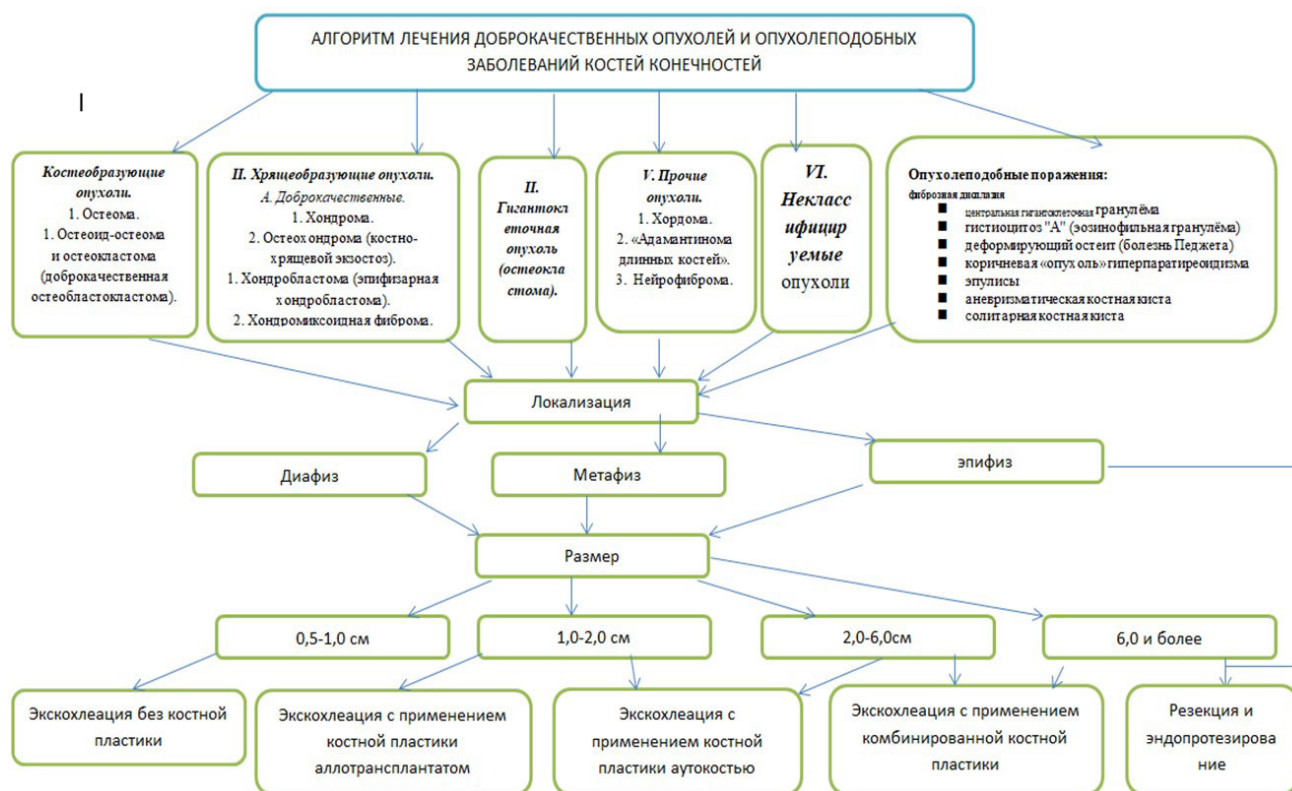 АЛГОРИТМ ЛЕЧЕНИЯ ДОБРОКАЧЕСТВЕННЫХ ОПУХОЛЕЙ И ОПУХОЛЕПОДОБНЫХ
ЗАБОЛЕВАНИЙ КОСТЕЙ КОНЕЧНОСТЕЙ
Костеобразующие
опухоли.
1. Остеома.
1. Остеоид-остеома
и остеокластома
(доброкачественная
остеобластокластома).
II. Хрящеобразующие опухоли.
А. Доброкачественные.
1. Хондрома.
2. Остеохондрома (костно-
хрящевой экзостоз).
1. Хондробластома (эпифизарная
хондробластома).
2. Хондромиксоидная фиброма.
II.
Гигантокл
еточная
опухоль
(остеокла
стома).
V. Прочие
опухоли.
1. Хордома.
2. «Адамантинома
длинных костей».
3. Нейрофиброма.
VI.
Некласс
ифицир
уемые
опухоли
Опухолеподобные поражения:
фиброзная дисплазия
центральная гигантоклеточная гранулёма
гистиоцитоз "А" (эозинофильная гранулёма)
деформирующий остеит (болезнь Педжета)
коричневая «опухоль» гиперпаратиреоидизма
эпулисы
аневризматическая костная киста
солитарная костная киста
Локализация
Диафиз
Метафиз
эпифиз
Размер
0,5-1,0 см
1,0-2,0 см
2,0-6,0см
6,0 и более
Экскохлеация без костной
пластики
Экскохлеация с применением
костной пластики
аллотрансплантатом
Экскохлеация с
применением костной
пластики аутокостью
Экскохлеация с применением
комбинированной костной
пластики
Резекция и
эндопротезирова
ние